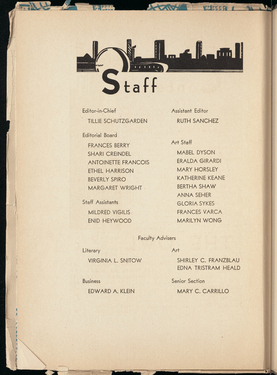 Staff
Editor-in-Chief
TILLIE SCHUTZGARDEN
Editorial Board
FRANCES BERRY
SHARI CREINDEL
ANTOINETTE FRANCOIS
ETHEL HARRISON
BEVERLY SPIRO
MARGARET WRIGHT
Staff Assistants
MILDRED VIGILIS
ENID HEYWOOD
Assistant Editor
RUTH SANCHEZ
Art Staff
MABEL DYSON
ERALDA GIRARDI
MARY HORSLEY
KATHERINE KEANE
BERTHA SHAW
ANNA SEHER
GLORIA SYKES
FRANCES VARCA
MARILYN WONG
Faculty Advisers
Literary
VIRGINIA L. SNITOW
Business
EDWARD A. KLEIN
Art
SHIRLEY C. FRANZBLAU
EDNA TRISTRAM HEALD
Senior Section
MARY C. CARRILLO